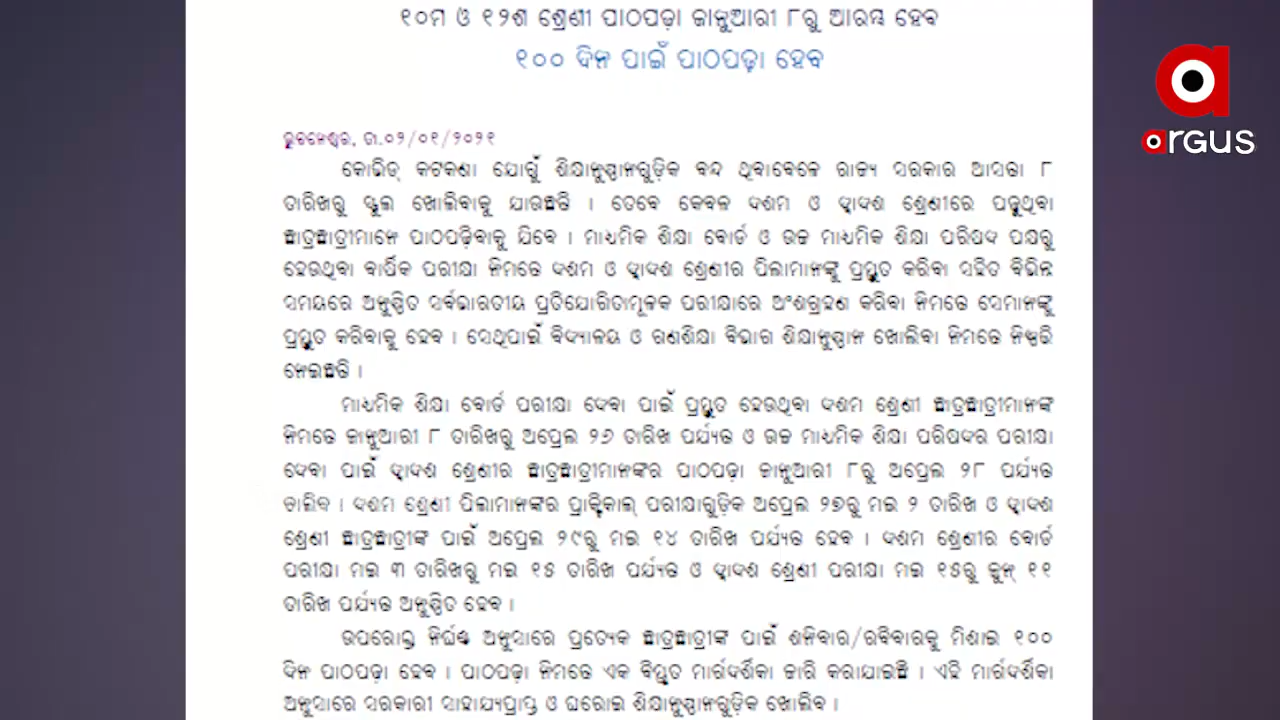 ୧୦ମ ଓ ୧୨ଶ ଶ୍ରେଣୀ ପାଠପଢ଼ା ଜାନୁଆରୀ ୮ରୁ ଆରମ୍ଭ ହେବ
୧୦୦ ଦିନ ପାଇଁ ପାଠପଢ଼ା ହେବ
argus
ଭୁବନେଶ୍ୱର, ତା.୦୨/୦୧/୨୦୨୧
କୋଭିଡ୍ କଟକଣା ଯୋଗୁଁ ଶିକ୍ଷାନୁଷ୍ଠାନଗୁଡ଼ିକ ବନ୍ଦ ଥିବାବେଳେ ରାଜ୍ୟ ସରକାର ଆସନ୍ତା ୮
ତାରିଖରୁ ସ୍କୁଲ ଖୋଲିବାକୁ ଯାଉଛନ୍ତି । ତେବେ କେବଳ ଦଶମ ଓ ଦ୍ୱାଦଶ ଶ୍ରେଣୀରେ ପଢୁଥିବା
ଛାତ୍ରଛାତ୍ରୀମାନେ ପାଠପଢ଼ିବାକୁ ଯିବେ । ମାଧ୍ୟମିକ ଶିକ୍ଷା ବୋର୍ଡ ଓ ଉଚ୍ଚ ମାଧ୍ୟମିକ ଶିକ୍ଷା ପରିଷଦ ପକ୍ଷରୁ
ହେଉଥିବା ବାର୍ଷିକ ପରୀକ୍ଷା ନିମନ୍ତେ ଦଶମ ଓ ଦ୍ୱାଦଶ ଶ୍ରେଣୀର ପିଲାମାନଙ୍କୁ ପ୍ରସ୍ତୁତ କରିବା ସହିତ ବିଭିନ୍ନ
ସମୟରେ ଅନୁଷ୍ଠିତ ସର୍ବଭାରତୀୟ ପ୍ରତିଯୋଗିତାମୂଳକ ପରୀକ୍ଷାରେ ଅଂଶଗ୍ରହଣ କରିବା ନିମନ୍ତେ ସେମାନଙ୍କୁ
ପ୍ରସ୍ତୁତ କରିବାକୁ ହେବ । ସେଥିପାଇଁ ବିଦ୍ୟାଳୟ ଓ ଗଣଶିକ୍ଷା ବିଭାଗ ଶିକ୍ଷାନୁଷ୍ଠାନ ଖୋଲିବା ନିମନ୍ତେ ନିଷ୍ପତ୍ତି
ନେଇଛନ୍ତି ।
ମାଧ୍ୟମିକ ଶିକ୍ଷା ବୋର୍ଡ ପରୀକ୍ଷା ଦେବା ପାଇଁ ପ୍ରସ୍ତୁତ ହେଉଥିବା ଦଶମ ଶ୍ରେଣୀ ଛାତ୍ରଛାତ୍ରୀମାନଙ୍କ
ନିମନ୍ତେ ଜାନୁଆରୀ ୮ ତାରିଖରୁ ଅପ୍ରେଲ ୨୬ ତାରିଖ ପର୍ଯ୍ୟନ୍ତ ଓ ଉଚ୍ଚ ମାଧ୍ୟମିକ ଶିକ୍ଷା ପରିଷଦର ପରୀକ୍ଷା
ଦେବା ପାଇଁ ଦ୍ୱାଦଶ ଶ୍ରେଣୀର ଛାତ୍ରଛାତ୍ରୀମାନଙ୍କର ପାଠପଢ଼ା ଜାନୁଆରୀ ୮ରୁ ଅପ୍ରେଲ ୨୮ ପର୍ଯ୍ୟନ୍ତ
ଚାଲିବ । ଦଶମ ଶ୍ରେଣୀ ପିଲାମାନଙ୍କର ପ୍ରାକ୍ଟିକାଲ୍ ପରୀକ୍ଷାଗୁଡ଼ିକ ଅପ୍ରେଲ ୨୭ରୁ ମଇ ୨ ତାରିଖ ଓ ଦ୍ୱାଦଶ
ଶ୍ରେଣୀ ଛାତ୍ରଛାତ୍ରୀଙ୍କ ପାଇଁ ଅପ୍ରେଲ ୨୯ରୁ ମଇ ୧୪ ତାରିଖ ପର୍ଯ୍ୟନ୍ତ ହେବ । ଦଶମ ଶ୍ରେଣୀର ବୋର୍ଡ
ପରୀକ୍ଷା ମଇ ୩ ତାରିଖରୁ ମଇ ୧୫ ତାରିଖ ପର୍ଯ୍ୟନ୍ତ ଓ ଦ୍ୱାଦଶ ଶ୍ରେଣୀ ପରୀକ୍ଷା ମଇ ୧୫ରୁ ଜୁନ୍ ୧୧
ତାରିଖ ପର୍ଯ୍ୟନ୍ତ ଅନୁଷ୍ଠିତ ହେବ ।
ଉପରୋକ୍ତ ନିର୍ଘଣ୍ଟ ଅନୁସାରେ ପ୍ରତ୍ୟେକ ଛାତ୍ରଛାତ୍ରୀଙ୍କ ପାଇଁ ଶନିବାର/ରବିବାରକୁ ମିଶାଇ ୧୦୦
ଦିନ ପାଠପଢ଼ା ହେବ । ପାଠପଢ଼ା ନିମନ୍ତେ ଏକ ବିସ୍ତୃତ ମାର୍ଗଦର୍ଶିକା ଜାରି କରାଯାଇଛି । ଏହି ମାର୍ଗଦର୍ଶିକା
ଅନୁସାରେ ସରକାରୀ ସାହାଯ୍ୟପ୍ରାପ୍ତ ଓ ଘରୋଇ ଶିକ୍ଷାନୁଷ୍ଠାନଗୁଡ଼ିକ ଖୋଲିବ ।